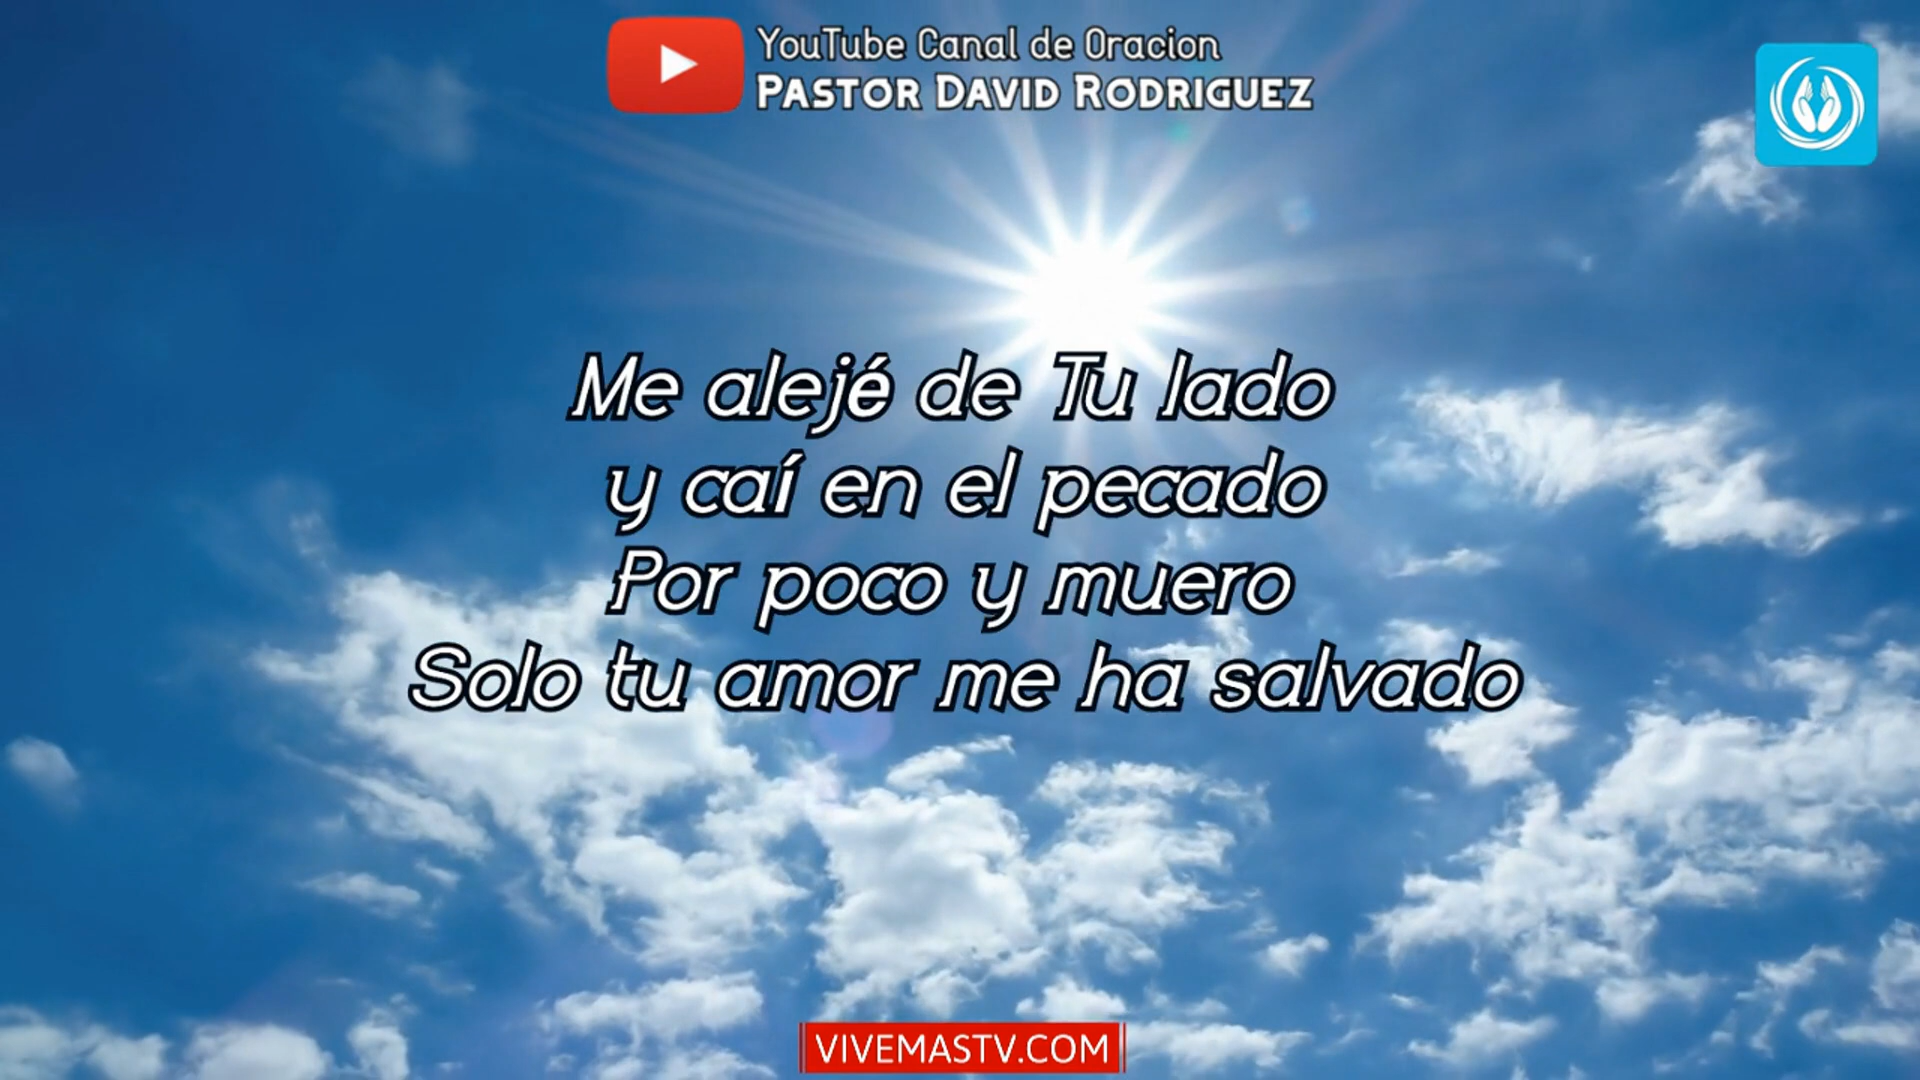 YouTube Canal de Oracion
PASTOR DAVID RODRIGUEZ
Me alejé de Tu lado
y caí en el pecado
Por poco y muero
Solo tu amor me ha salvado
VIVEMASTV.COM